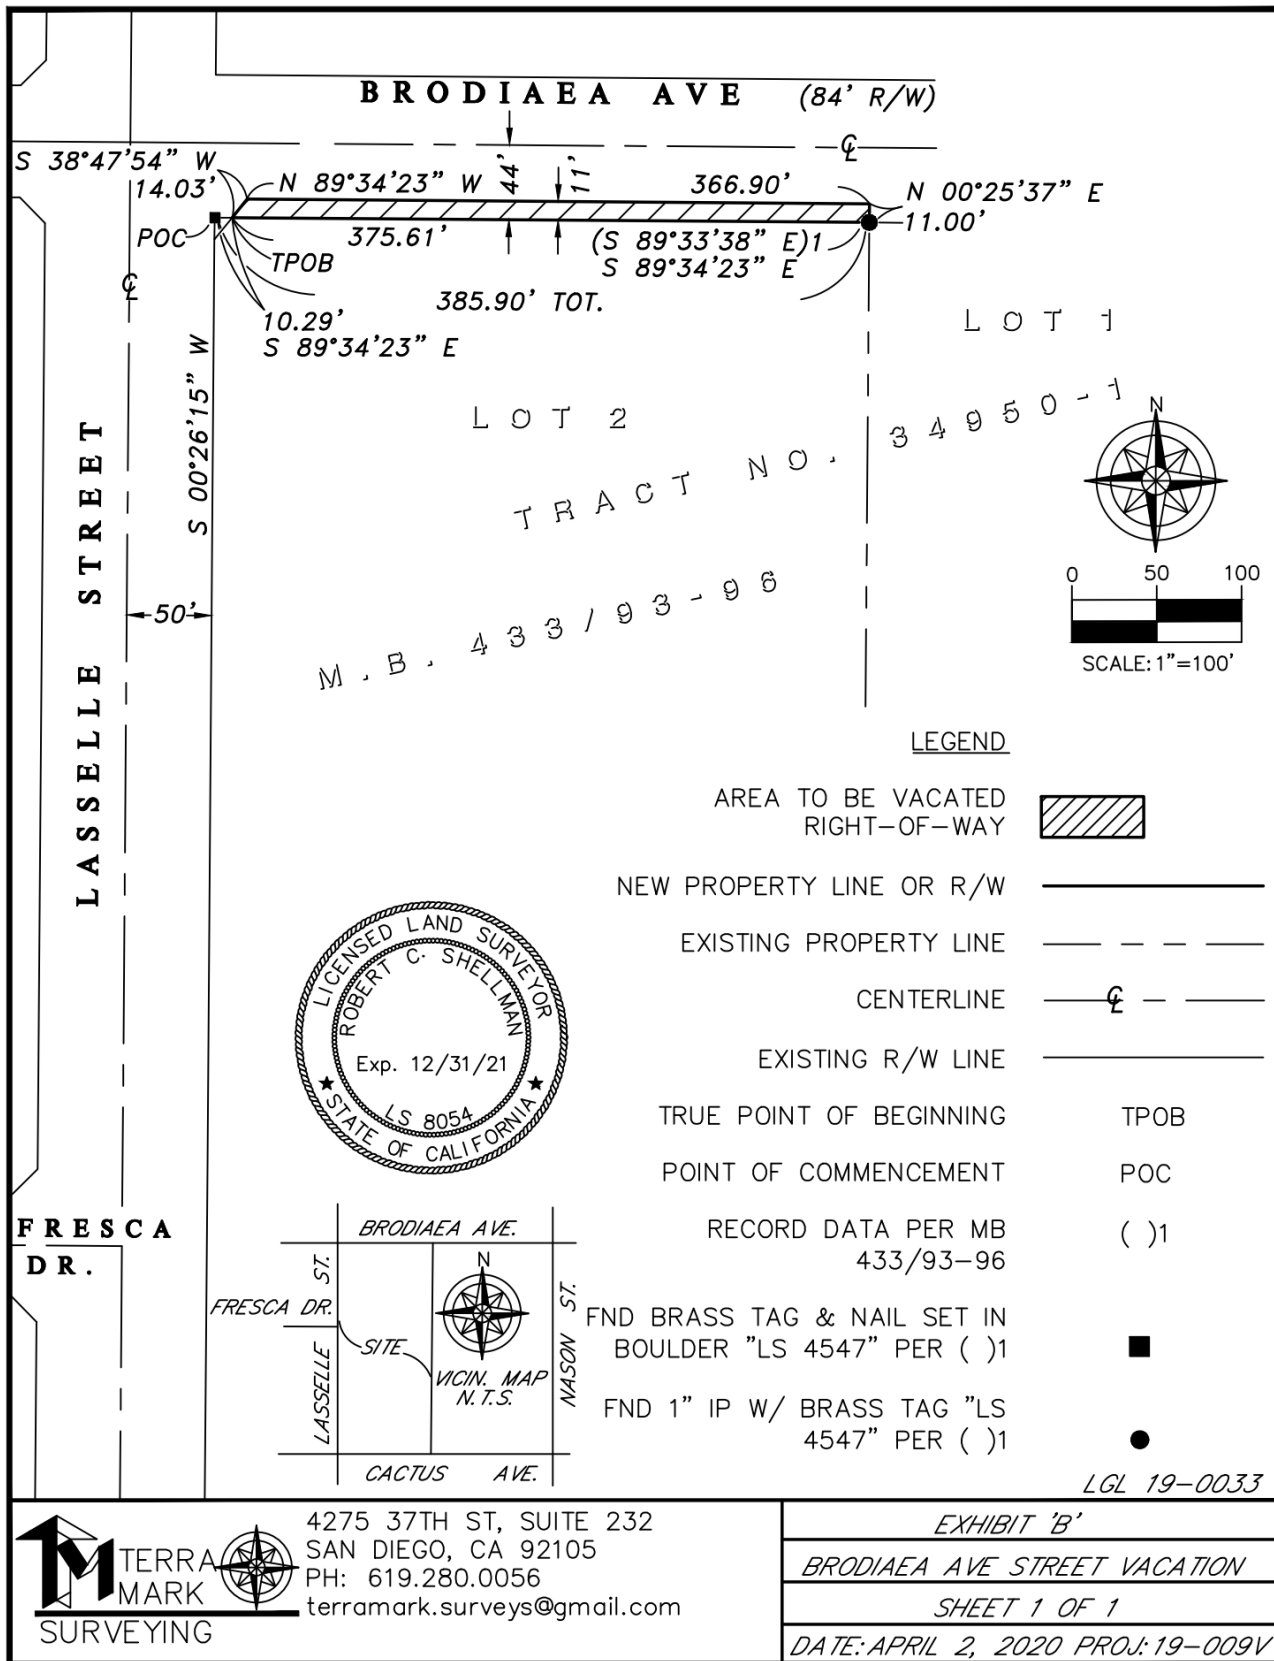 BRODIAEA AVE (84' R/W)
S 38°47'54" W
14.03'
N 89°34'23" W
44'
11'
366.90'
N 00°25'37" E
11.00'
POC
TPOB
375.61'
(S 89°33'38" E)1
S 89°34'23" E
385.90' TOT.
10.29'
S 89°34'23" E
S 00°26'15" W
LASSELLE STREET
50'
LOT 1
LOT 2
TRACT NO. 34950-1
M.B. 433/93-96
N
0 50 100
SCALE: 1"=100'
LEGEND
AREA TO BE VACATED
RIGHT-OF-WAY
NEW PROPERTY LINE OR R/W
EXISTING PROPERTY LINE
CENTERLINE
EXISTING R/W LINE
TRUE POINT OF BEGINNING TPOB
POINT OF COMMENCEMENT POC
RECORD DATA PER MB ( )1
433/93-96
FND BRASS TAG & NAIL SET IN
BOULDER "LS 4547" PER ( )1
FND 1" IP W/ BRASS TAG "LS
4547" PER ( )1
LICENSED LAND SURVEYOR
ROBERT C. SHELLMAN
Exp. 12/31/21
LS 8054
STATE OF CALIFORNIA
FRESCA
DR.
BRODIAEA AVE.
LASSELLE ST.
FRESCA DR.
SITE
N
VICIN. MAP
N.T.S.
NASON ST.
CACTUS AVE.
LGL 19-0033
TM TERRA
MARK
SURVEYING
4275 37TH ST, SUITE 232
SAN DIEGO, CA 92105
PH: 619.280.0056
terramark.surveys@gmail.com
EXHIBIT 'B'
BRODIAEA AVE STREET VACATION
SHEET 1 OF 1
DATE: APRIL 2, 2020 PROJ: 19-009V